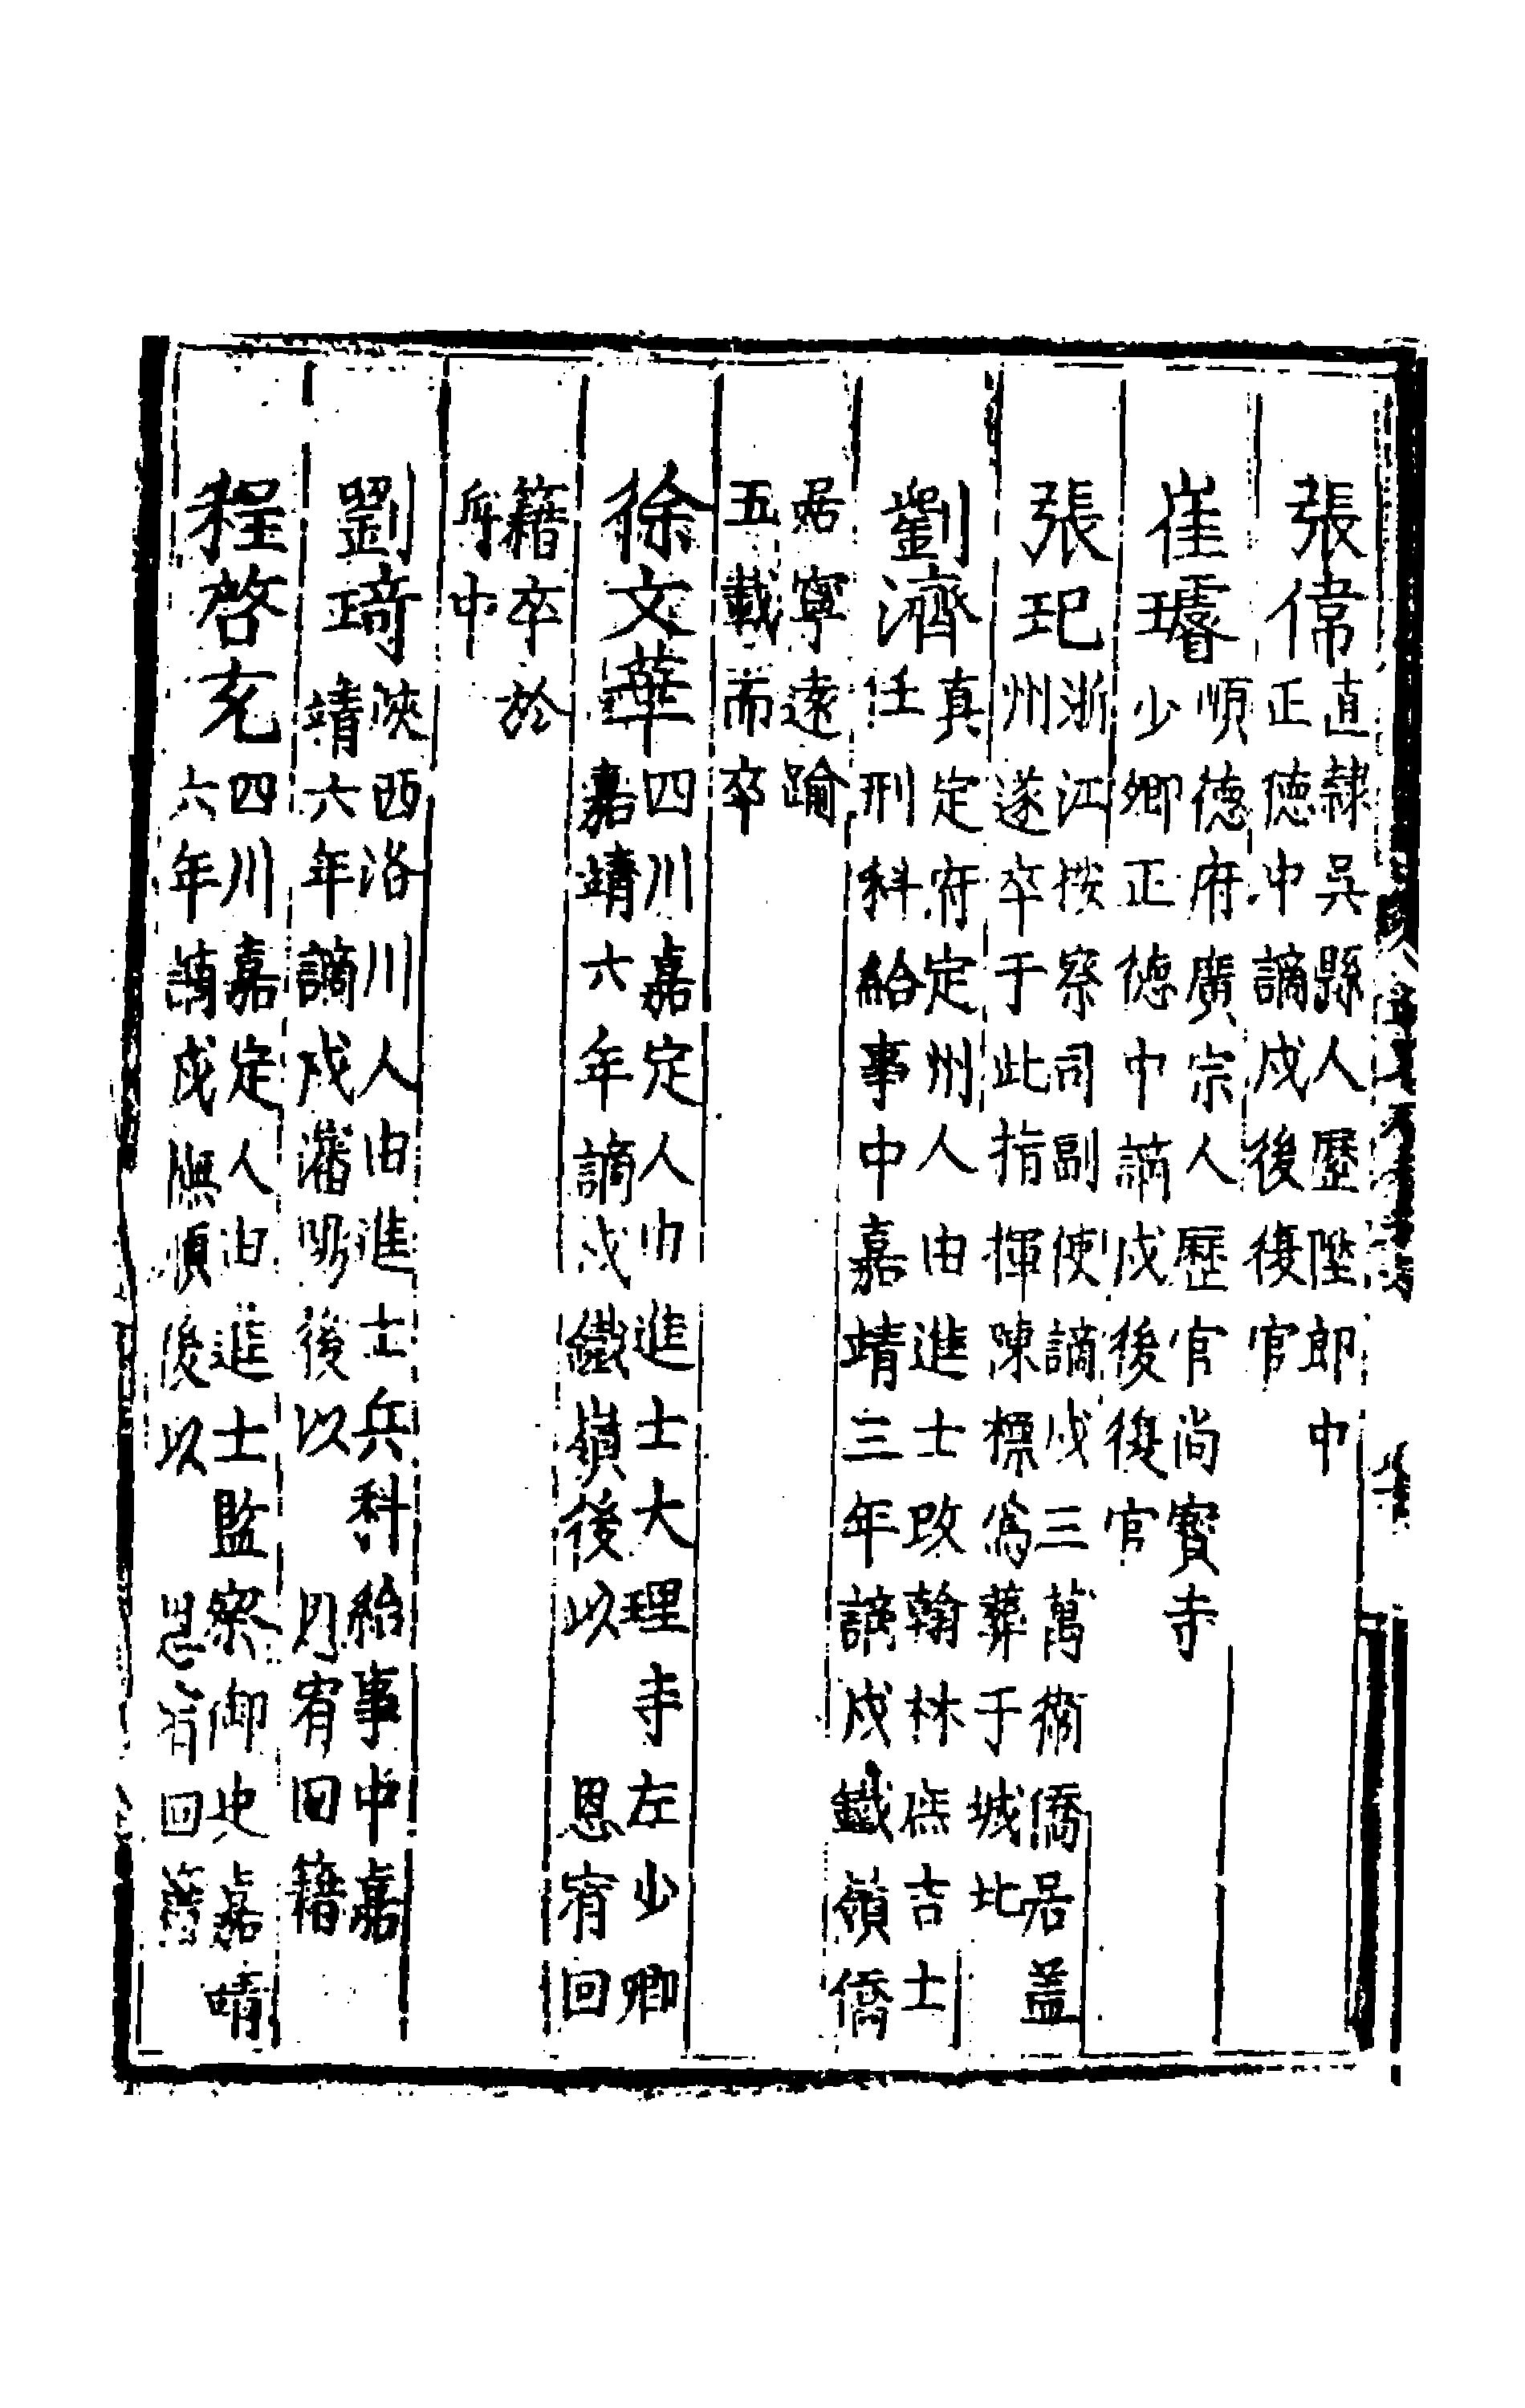 張偉直隸吳縣人歷陞郎中
正德中謫戍後復官
崔璿順德府廣宗人歷官尚寳寺
少卿正德中謫戍後復官
張玘浙江按察司副使謫戍三萬衛僑居盖
州遂卒于此指揮陳標爲葬于城北
劉濟真定府定州人由進士改翰林庶吉士
任刑科給事中嘉靖三年謫戍鐵嶺僑
居寧遠踰
五載而卒
徐文華四川嘉定人由進士大理寺左少卿
嘉靖六年謫戍鐵嶺後以恩宥回
籍卒於
舟中
劉琦陝西洛川人由進士兵科給事中嘉
靖六年謫戍瀋陽後以宥回籍
程啓充四川嘉定人由進士監察御史嘉靖
六年謫戍撫順後以恩宥回籍